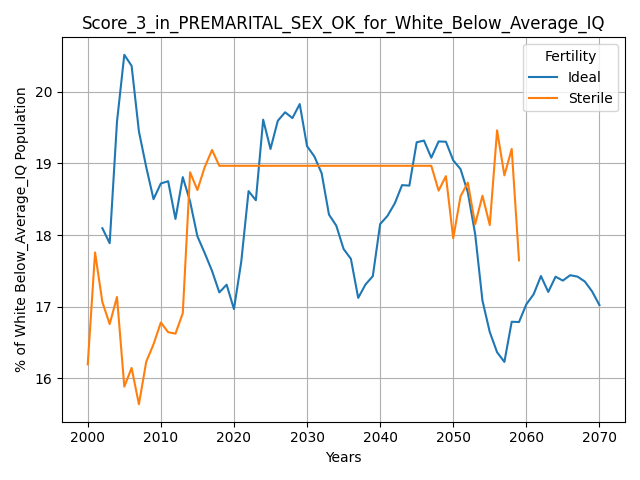 Score_3_in_PREMARITAL_SEX_OK_for_White_Below_Average_IQ
% of White Below_Average_IQ Population
20
19
18
17
16
Fertility
Ideal
Sterile
2000 2010 2020 2030 2040 2050 2060 2070
Years